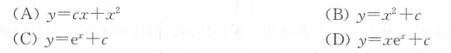 (A) y=cx+x² (B) y=x²+c
(C) y=eˣ+c (D) y=xeˣ+c